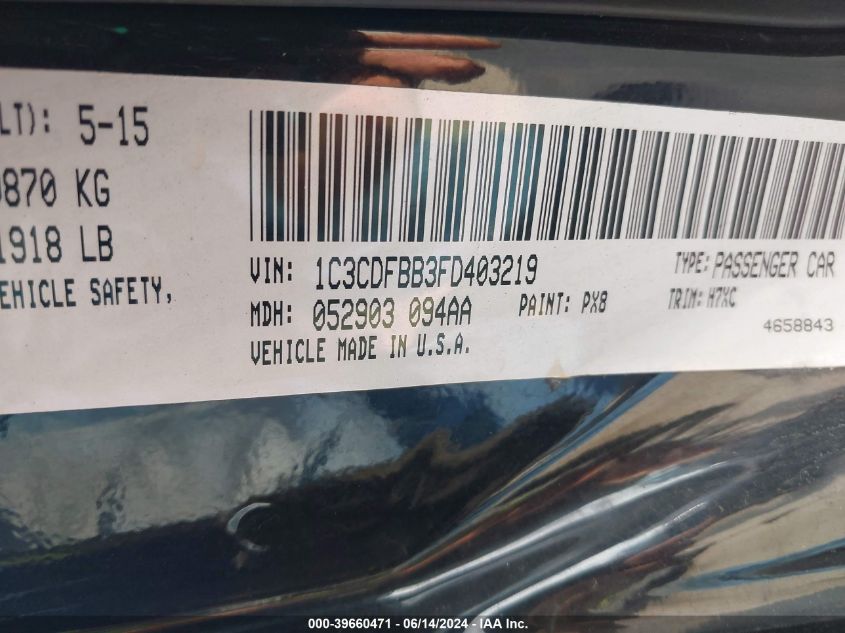 LT): 5-15
870 KG
1918 LB
EHICLE SAFETY,
VIN: 1C3CDFBB3FD403219
TYPE: PASSENGER CAR
MDH: 052903 094AA
PAINT: PX8
TRIM: H7XC
VEHICLE MADE IN U.S.A.
4658843
000-39660471 - 06/14/2024 - IAA Inc.